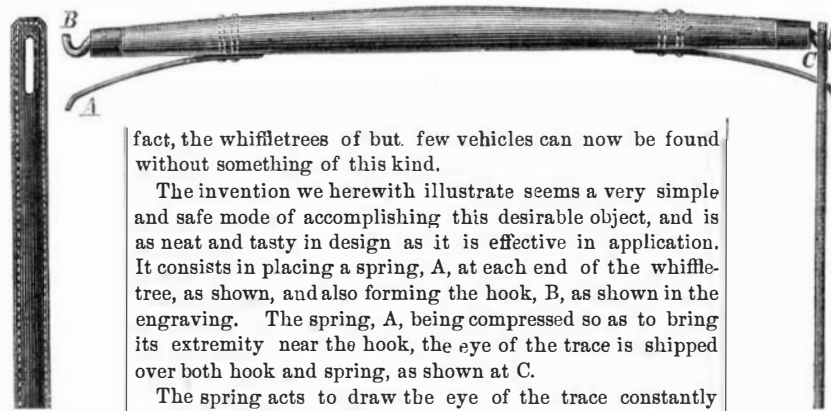 B
A
C
fact, the whiffletrees of but. few vehicles can now be found
without something of this kind.
The invention we herewith illustrate seems a very simple
and safe mode of accomplishing this desirable object, and is
as neat and tasty in design as it is effective in application.
It consists in placing a spring, A, at each end of the whiffle-
tree, as shown, and also forming the hook, B, as shown in the
engraving. The spring, A, being compressed so as to bring
its extremity near the hook, the eye of the trace is shipped
over both hook and spring, as shown at C.
The spring acts to draw the eye of the trace constantly